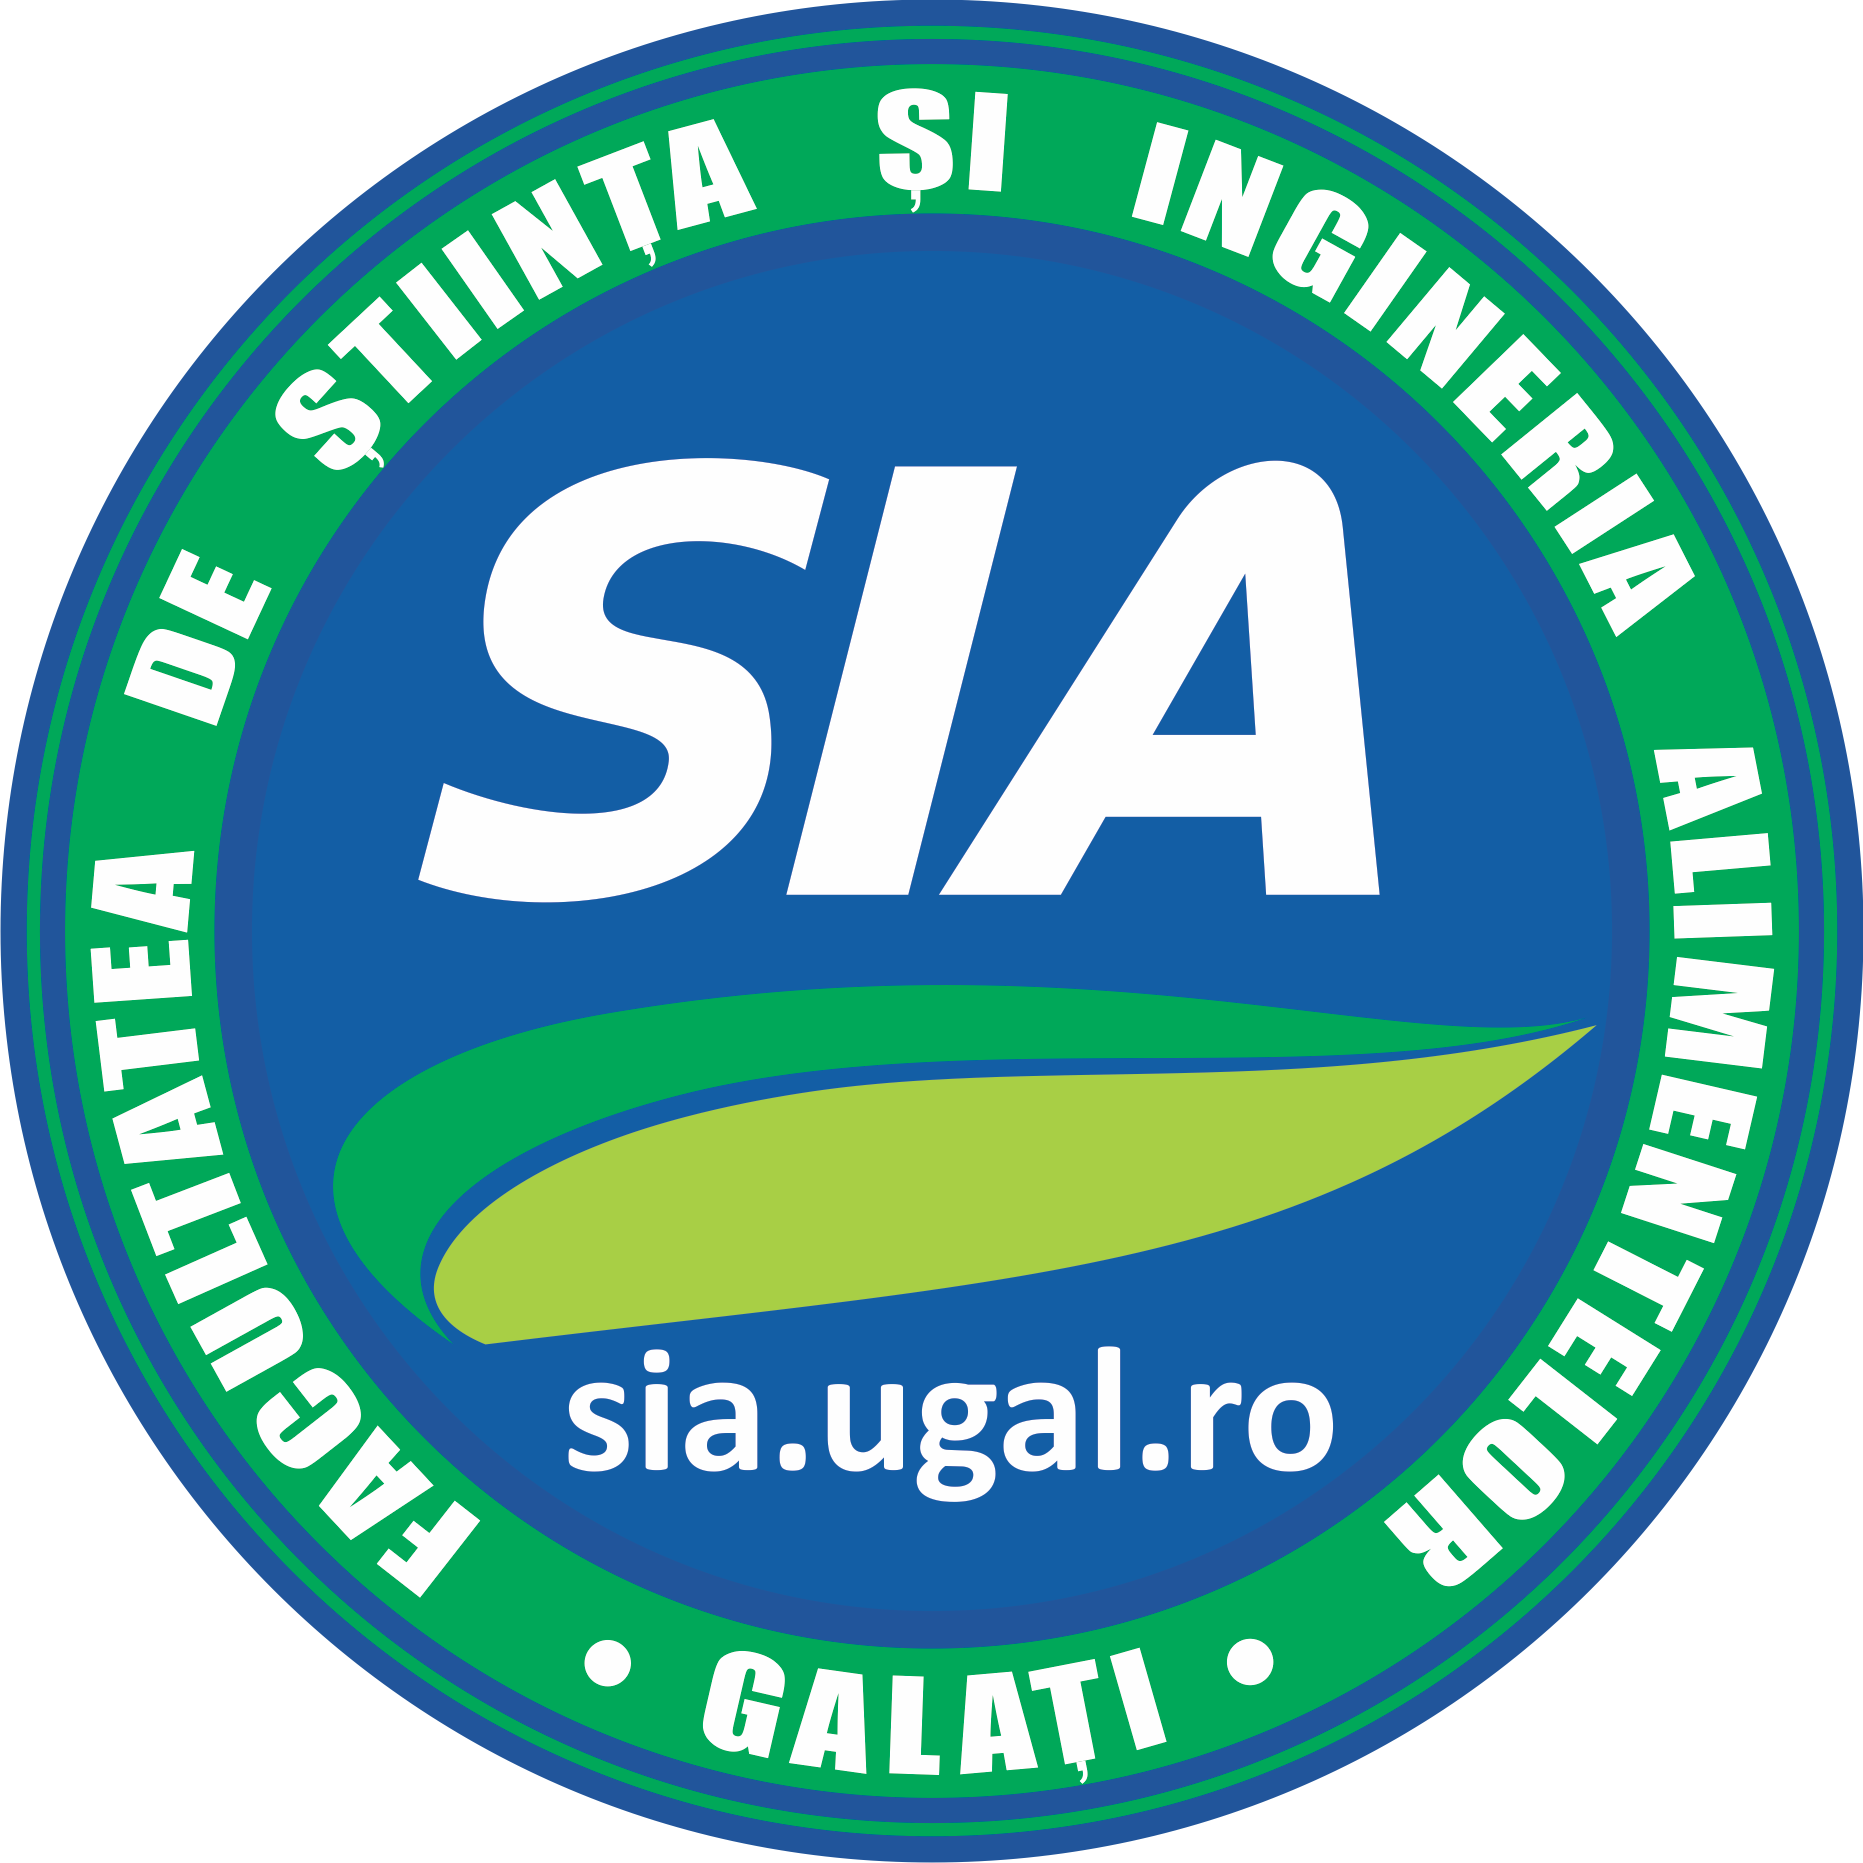 FACULTATEA DE ȘTIINȚA ȘI INGINERIA ALIMENTELOR
SIA
sia.ugal.ro
• GALAȚI •